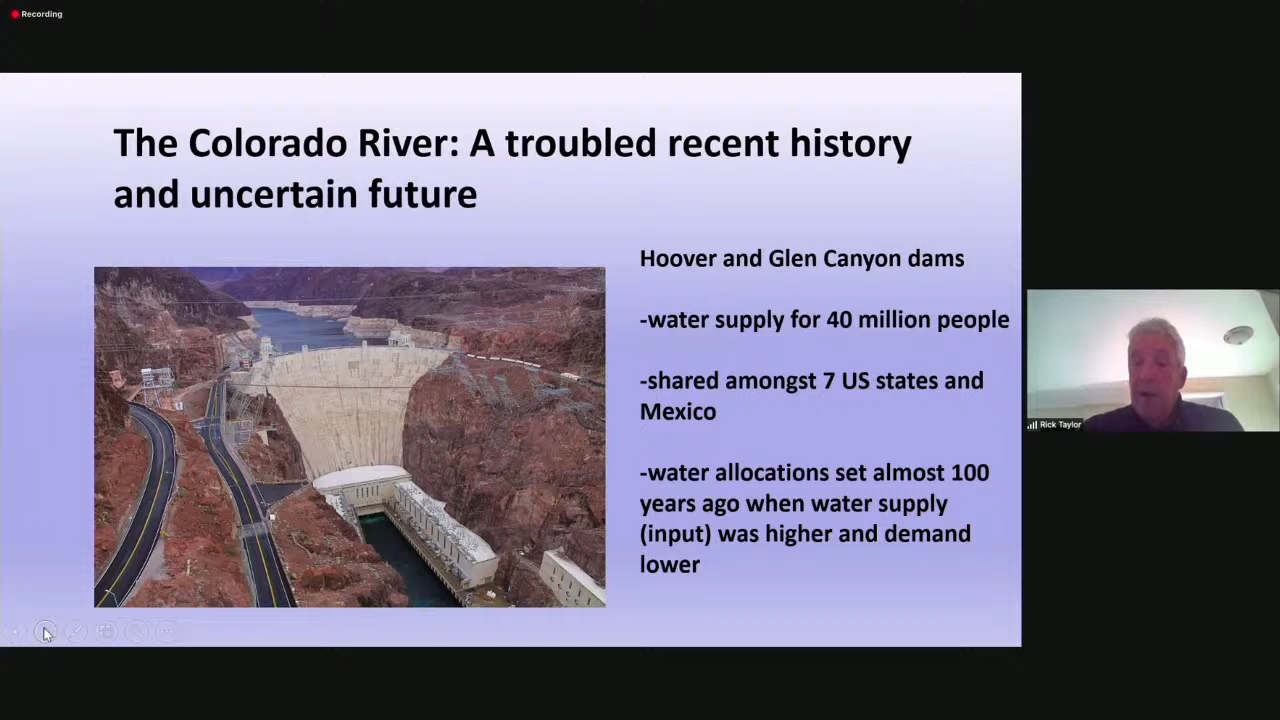 Recording
The Colorado River: A troubled recent history
and uncertain future
Hoover and Glen Canyon dams
-water supply for 40 million people
-shared amongst 7 US states and
Mexico
-water allocations set almost 100
years ago when water supply
(input) was higher and demand
lower
Rick Taylor